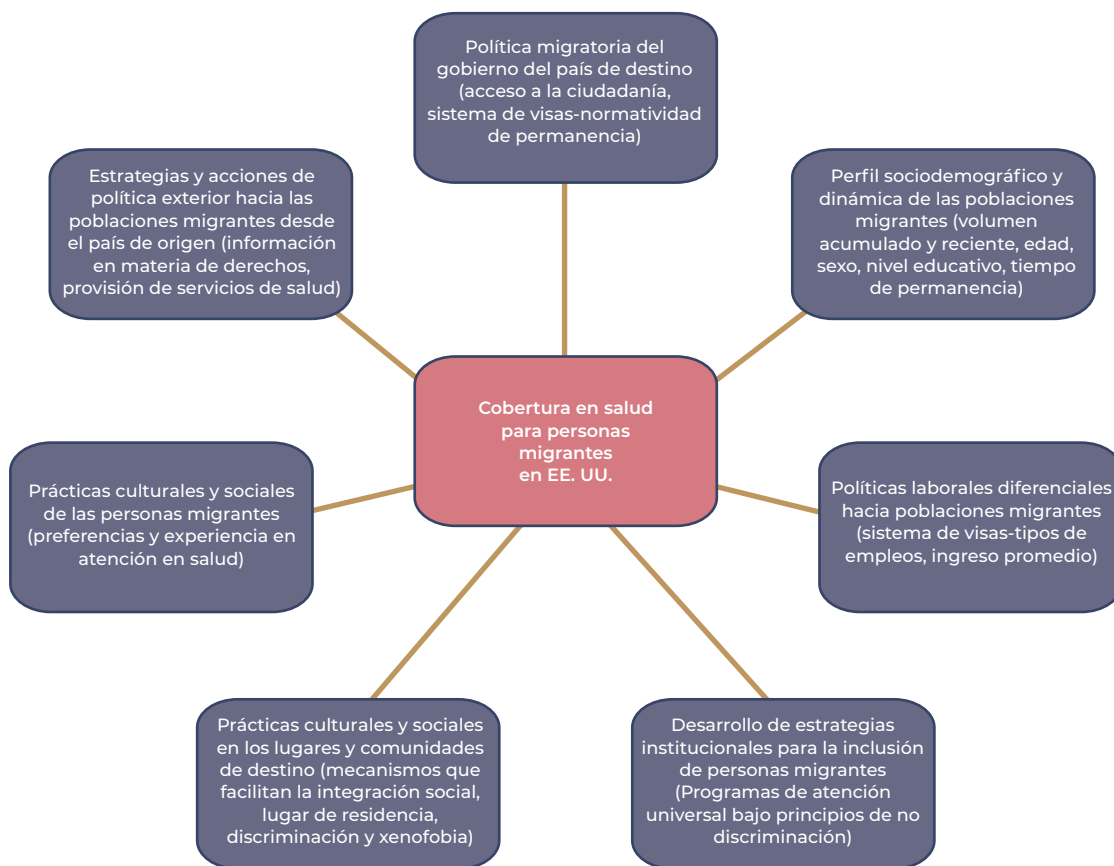 Política migratoria del
gobierno del país de destino
(acceso a la ciudadanía,
sistema de visas-normatividad
de permanencia)
Estrategias y acciones de
política exterior hacia las
poblaciones migrantes desde
el país de origen (información
en materia de derechos,
provisión de servicios de salud)
Perfil sociodemográfico y
dinámica de las poblaciones
migrantes (volumen
acumulado y reciente, edad,
sexo, nivel educativo, tiempo
de permanencia)
Cobertura en salud
para personas
migrantes
en EE. UU.
Prácticas culturales y sociales
de las personas migrantes
(preferencias y experiencia en
atención en salud)
Políticas laborales diferenciales
hacia poblaciones migrantes
(sistema de visas-tipos de
empleos, ingreso promedio)
Prácticas culturales y sociales
en los lugares y comunidades
de destino (mecanismos que
facilitan la integración social,
lugar de residencia,
discriminación y xenofobia)
Desarrollo de estrategias
institucionales para la inclusión
de personas migrantes
(Programas de atención
universal bajo principios de no
discriminación)